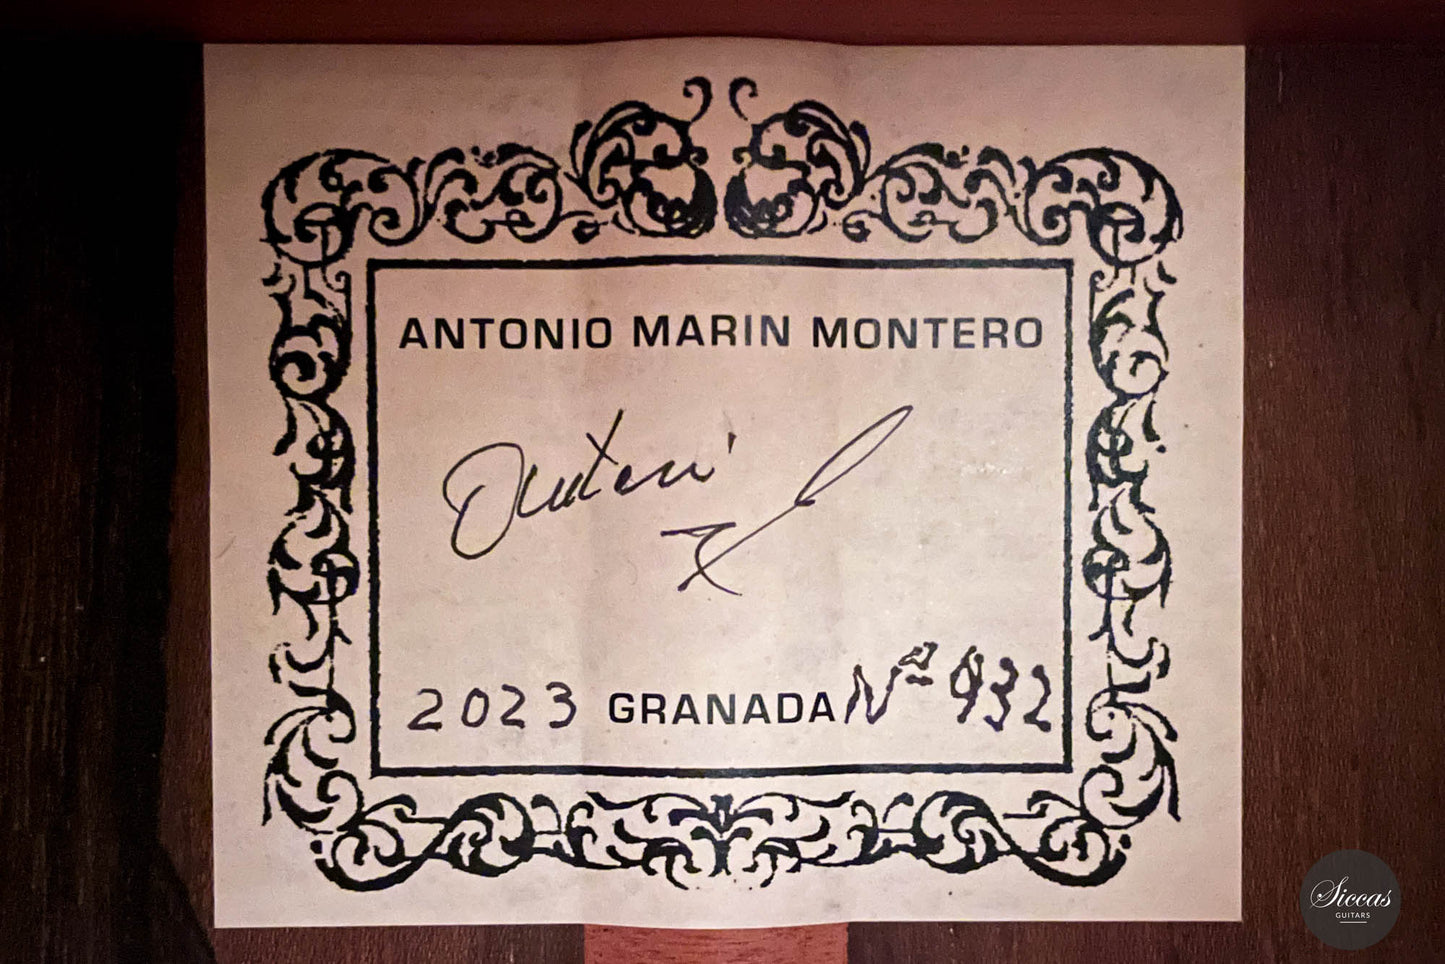 ANTONIO MARIN MONTERO
Antonio
2023 GRANADA Nº 932
Siccas
GUITARS